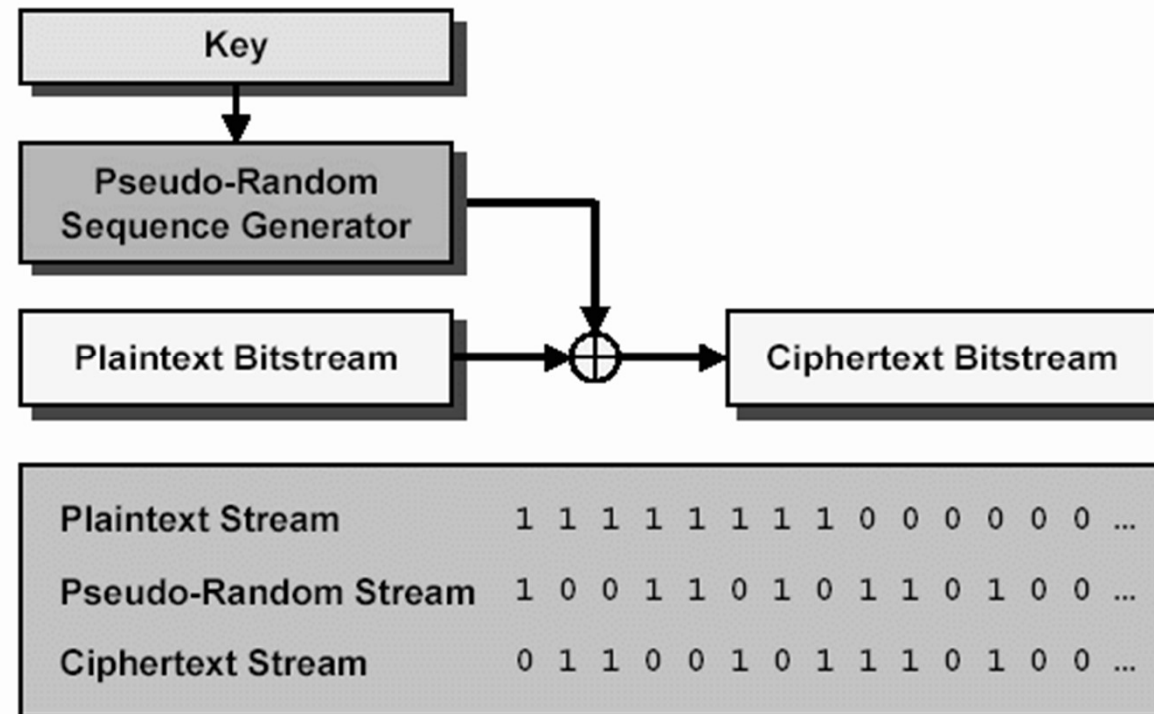 Key
Pseudo-Random
Sequence Generator
Plaintext Bitstream
Ciphertext Bitstream
Plaintext Stream 1 1 1 1 1 1 1 1 0 0 0 0 0 0 ...
Pseudo-Random Stream 1 0 0 1 1 0 1 0 1 1 0 1 0 0 ...
Ciphertext Stream 0 1 1 0 0 1 0 1 1 1 0 1 0 0 ...